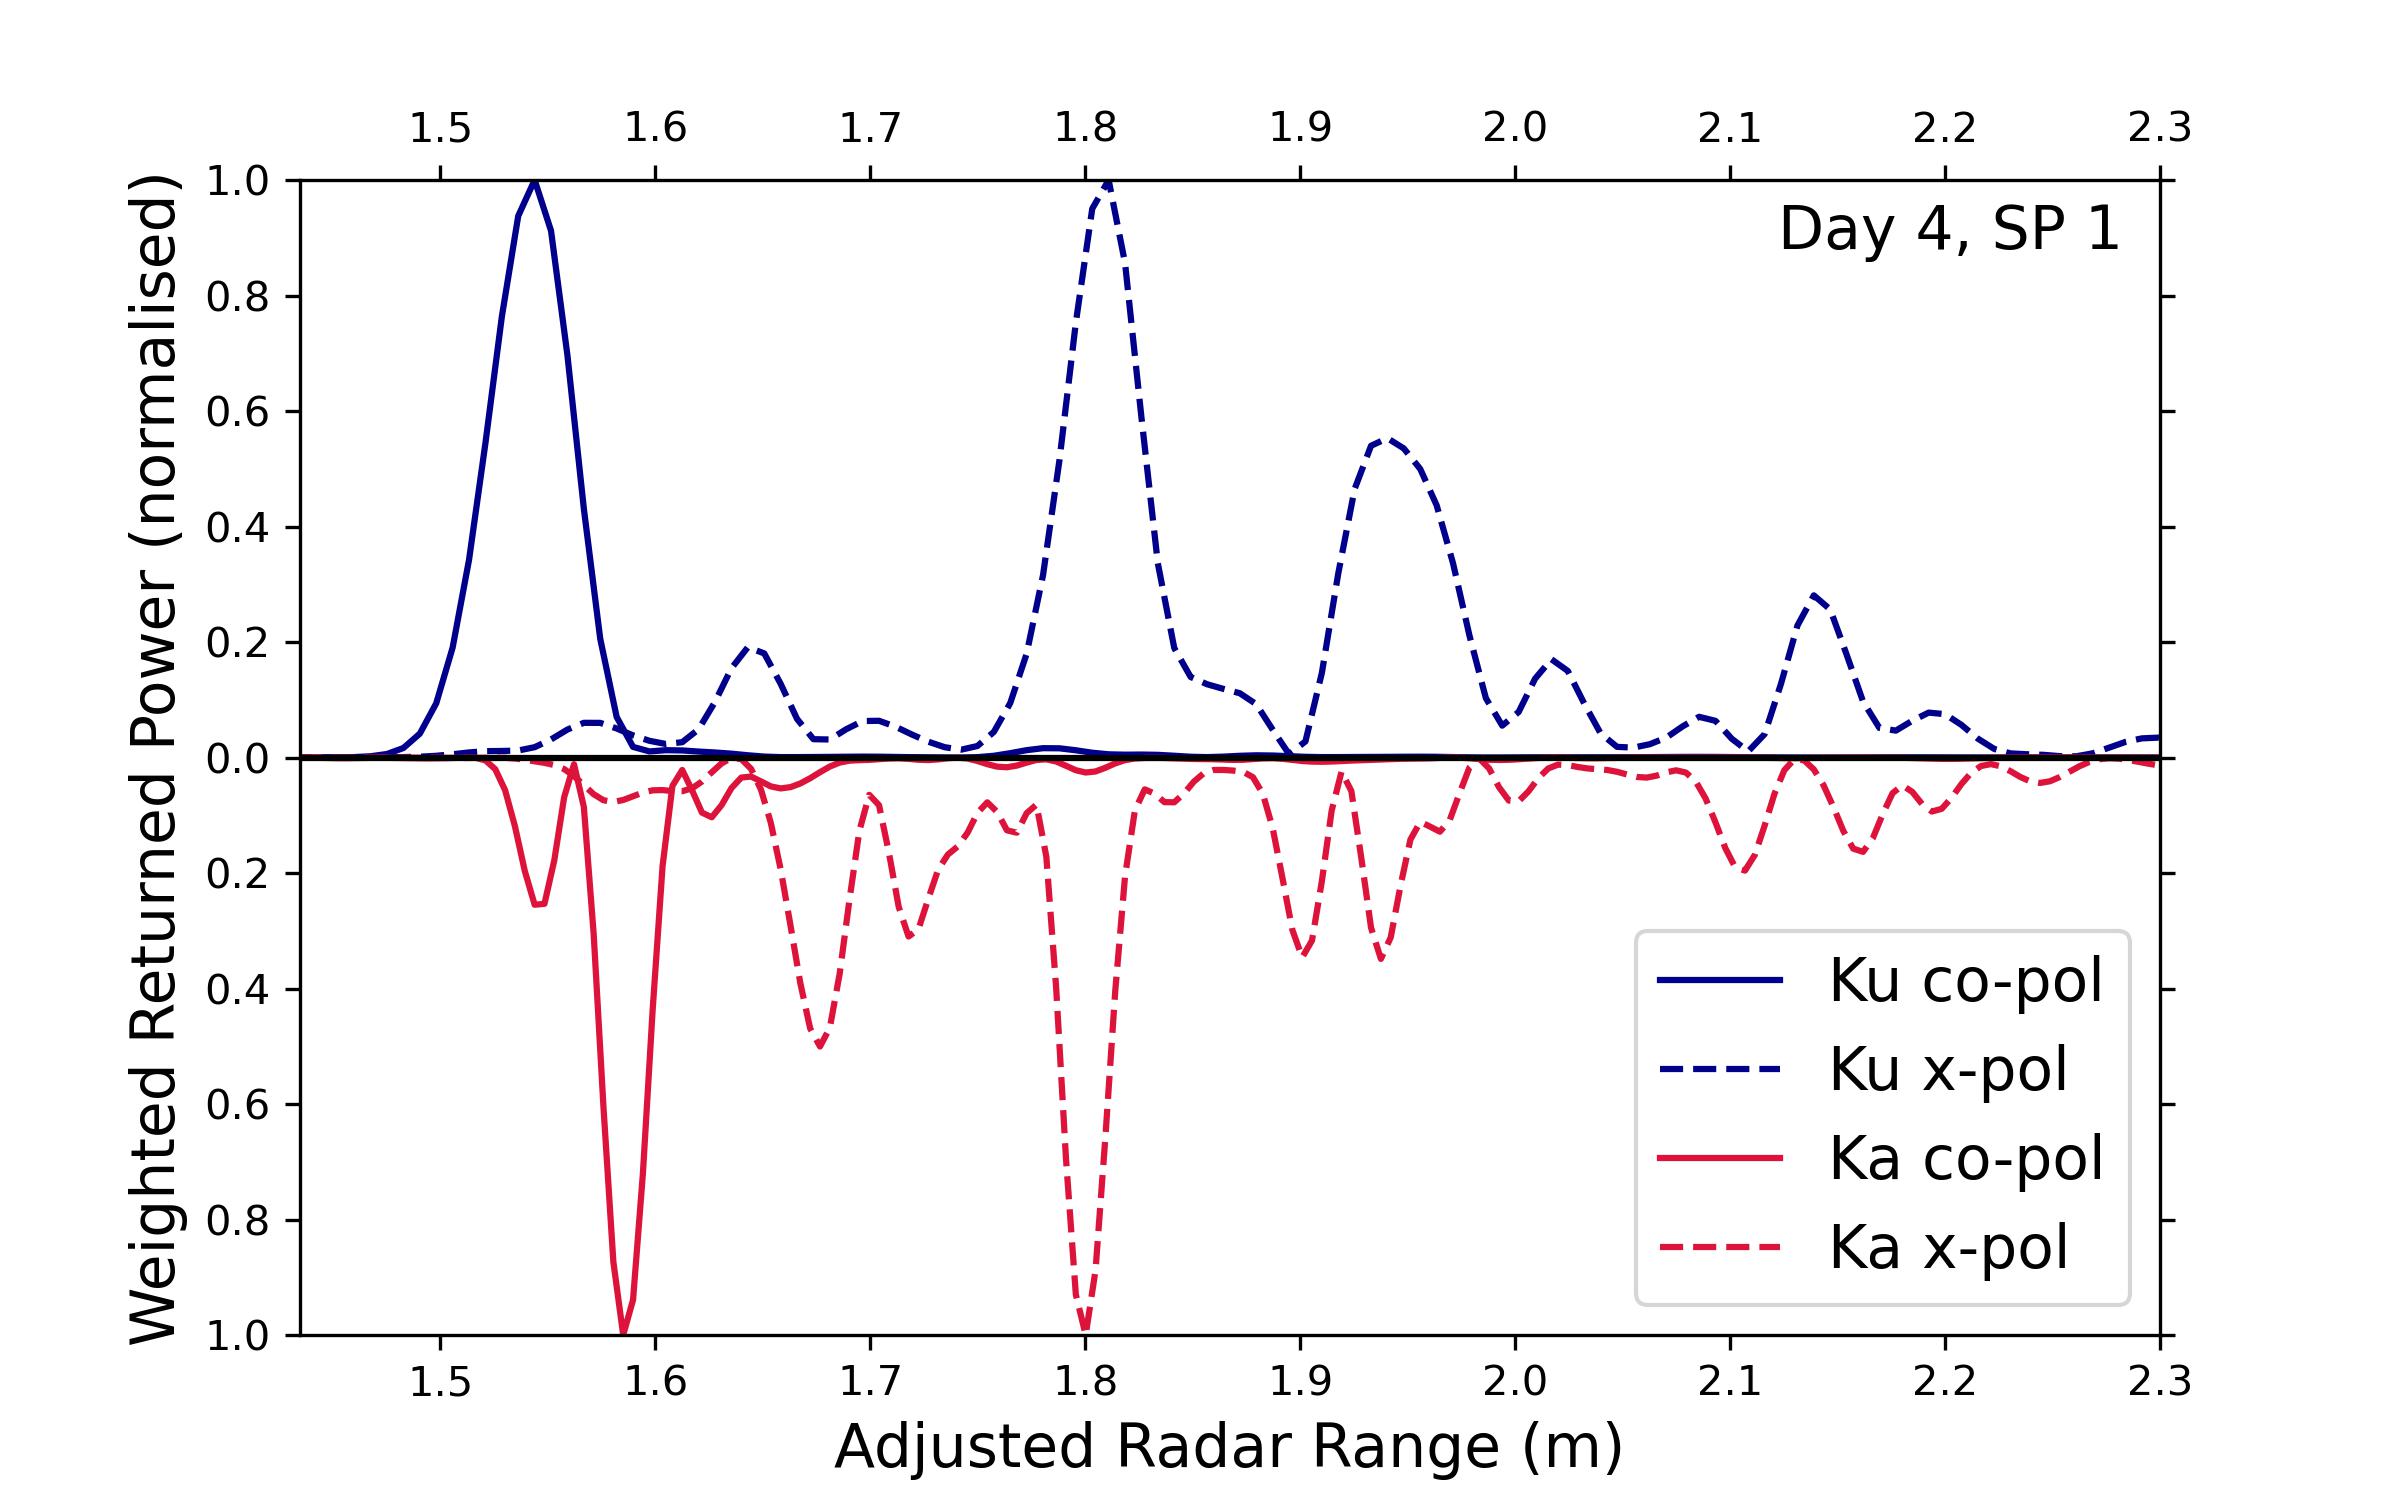 1.5 1.6 1.7 1.8 1.9 2.0 2.1 2.2 2.3
Weighted Returned Power (normalised)
1.0
0.8
0.6
0.4
0.2
0.0
0.2
0.4
0.6
0.8
1.0
Day 4, SP 1
Ku co-pol
Ku x-pol
Ka co-pol
Ka x-pol
1.5 1.6 1.7 1.8 1.9 2.0 2.1 2.2 2.3
Adjusted Radar Range (m)